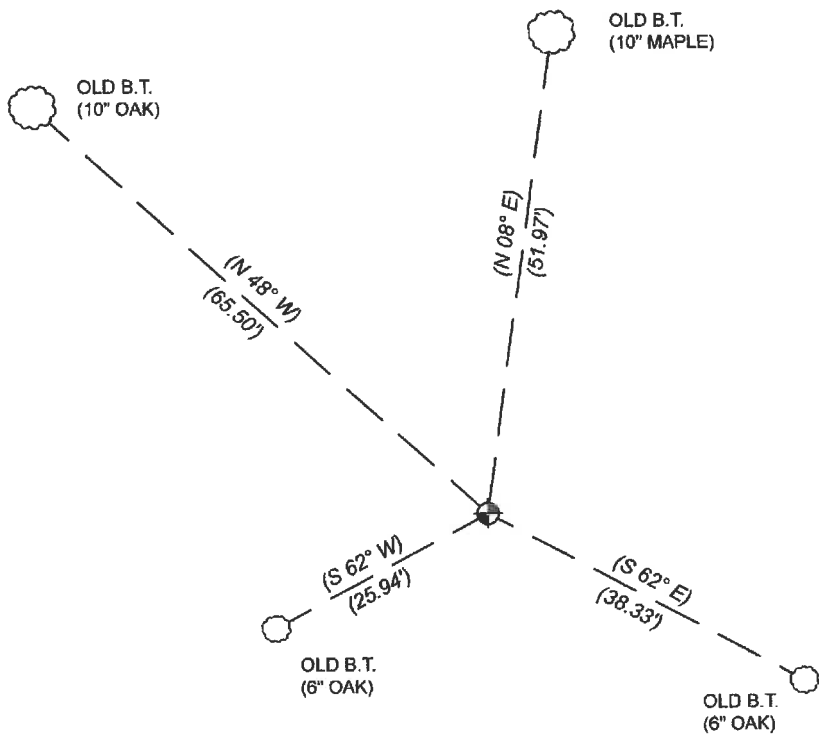 OLD B.T.
(10" MAPLE)
OLD B.T.
(10" OAK)
(N 08° E)
(51.97')
(N 48° W)
(65.50')
(S 62° W)
(25.94')
(S 62° E)
(38.33')
OLD B.T.
(6" OAK)
OLD B.T.
(6" OAK)